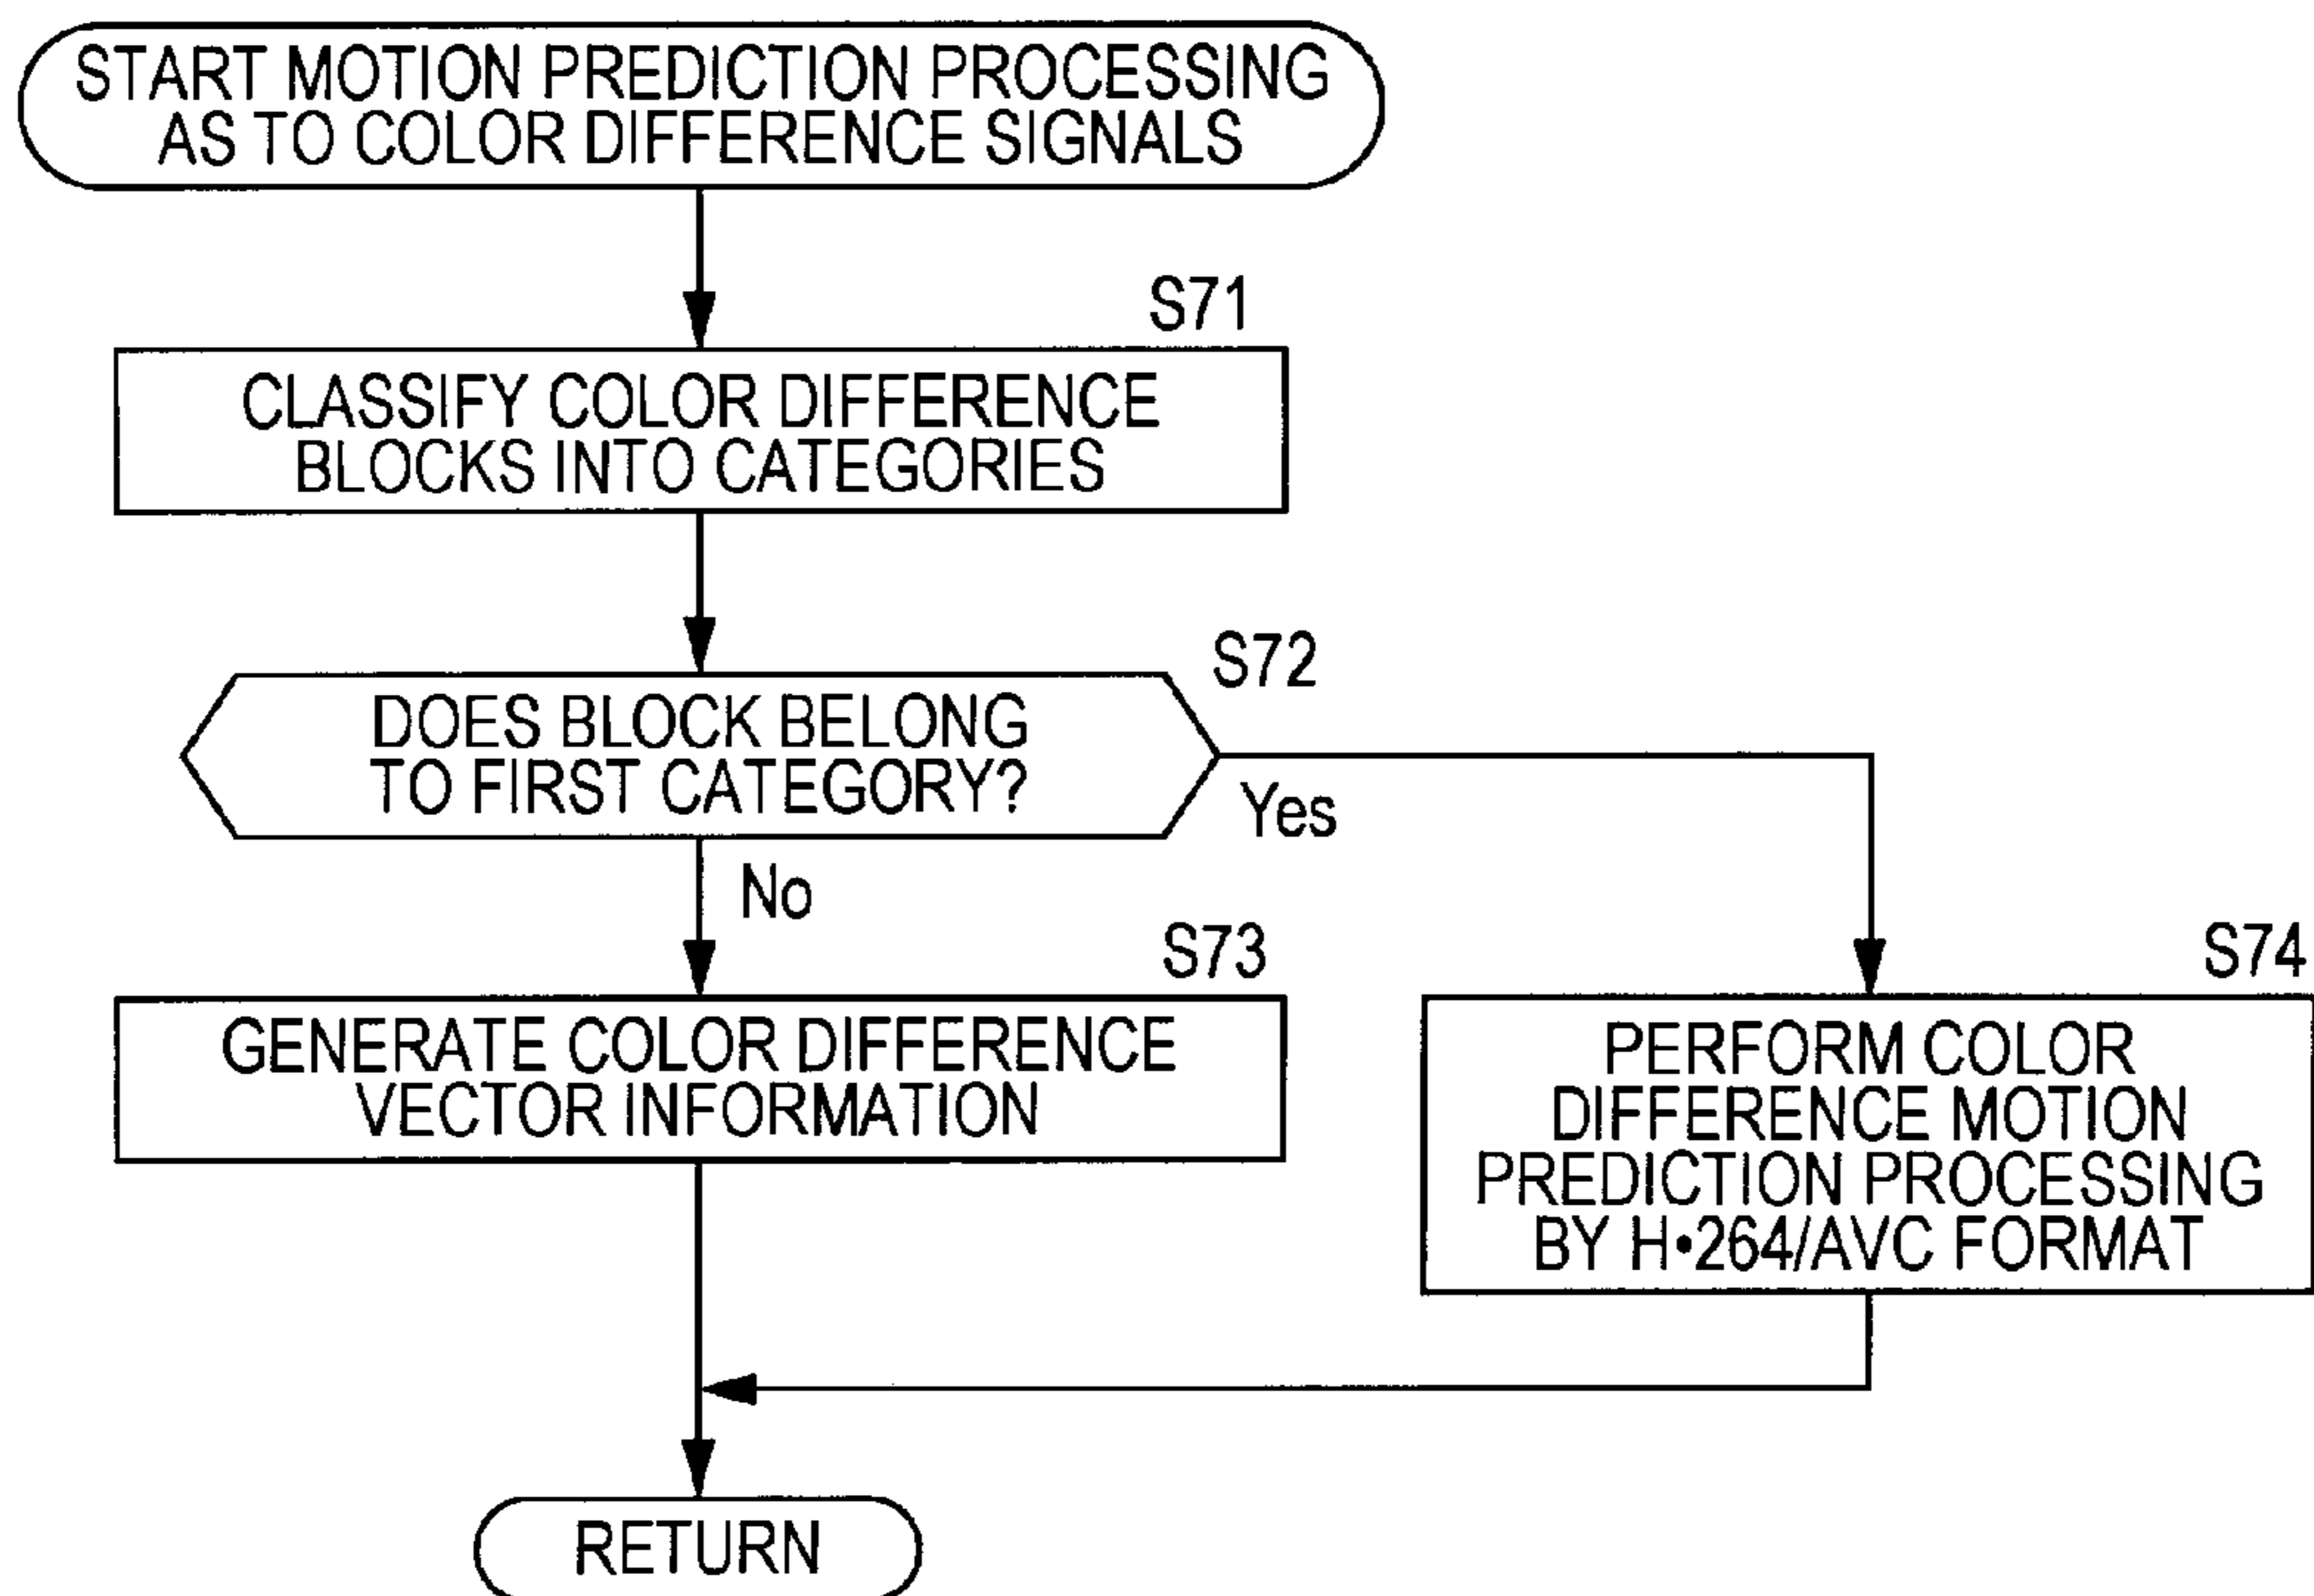 START MOTION PREDICTION PROCESSING
AS TO COLOR DIFFERENCE SIGNALS
S71
CLASSIFY COLOR DIFFERENCE
BLOCKS INTO CATEGORIES
S72
DOES BLOCK BELONG
TO FIRST CATEGORY?
Yes
No
S73
GENERATE COLOR DIFFERENCE
VECTOR INFORMATION
S74
PERFORM COLOR
DIFFERENCE MOTION
PREDICTION PROCESSING
BY H•264/AVC FORMAT
RETURN